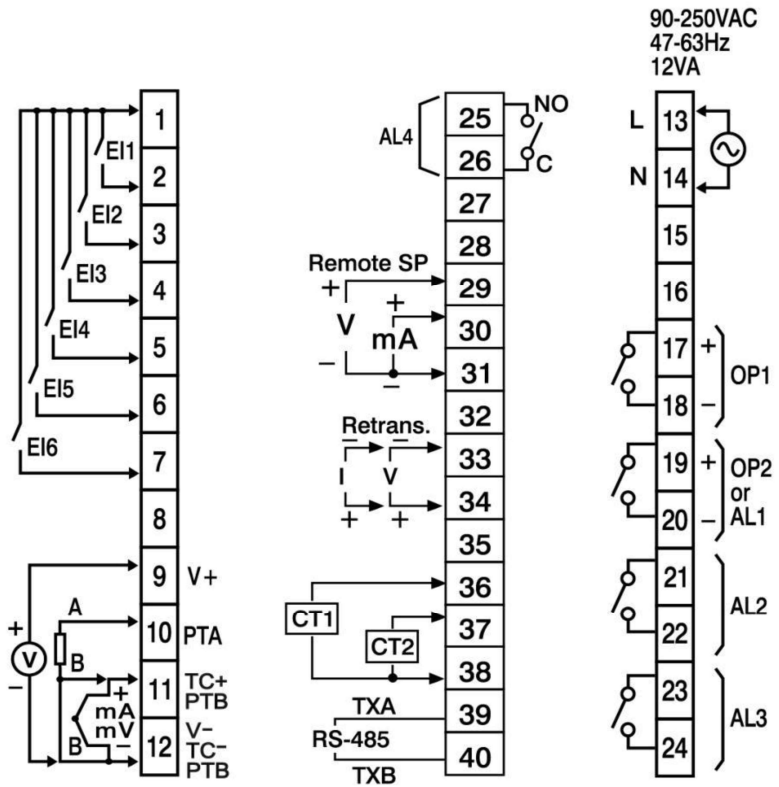 90-250VAC
47-63Hz
12VA
1
EI1
2
EI2
3
EI3
4
EI4
5
EI5
6
EI6
7
8
9 V+
+
V
−
A
10 PTA
B
11 TC+
PTB
+
mA
mV
−
B
12 V−
TC−
PTB
25 NO
AL4
26 C
27
28
Remote SP
29
+
V
−
+
mA
−
30
31
32
Retrans.
− −
33
I V
34
+ +
35
36
CT1
37
CT2
38
TXA
39
RS-485
40
TXB
L 13
N 14
15
16
17 +
OP1
18 −
19 +
OP2
or
AL1
20 −
21
AL2
22
23
AL3
24